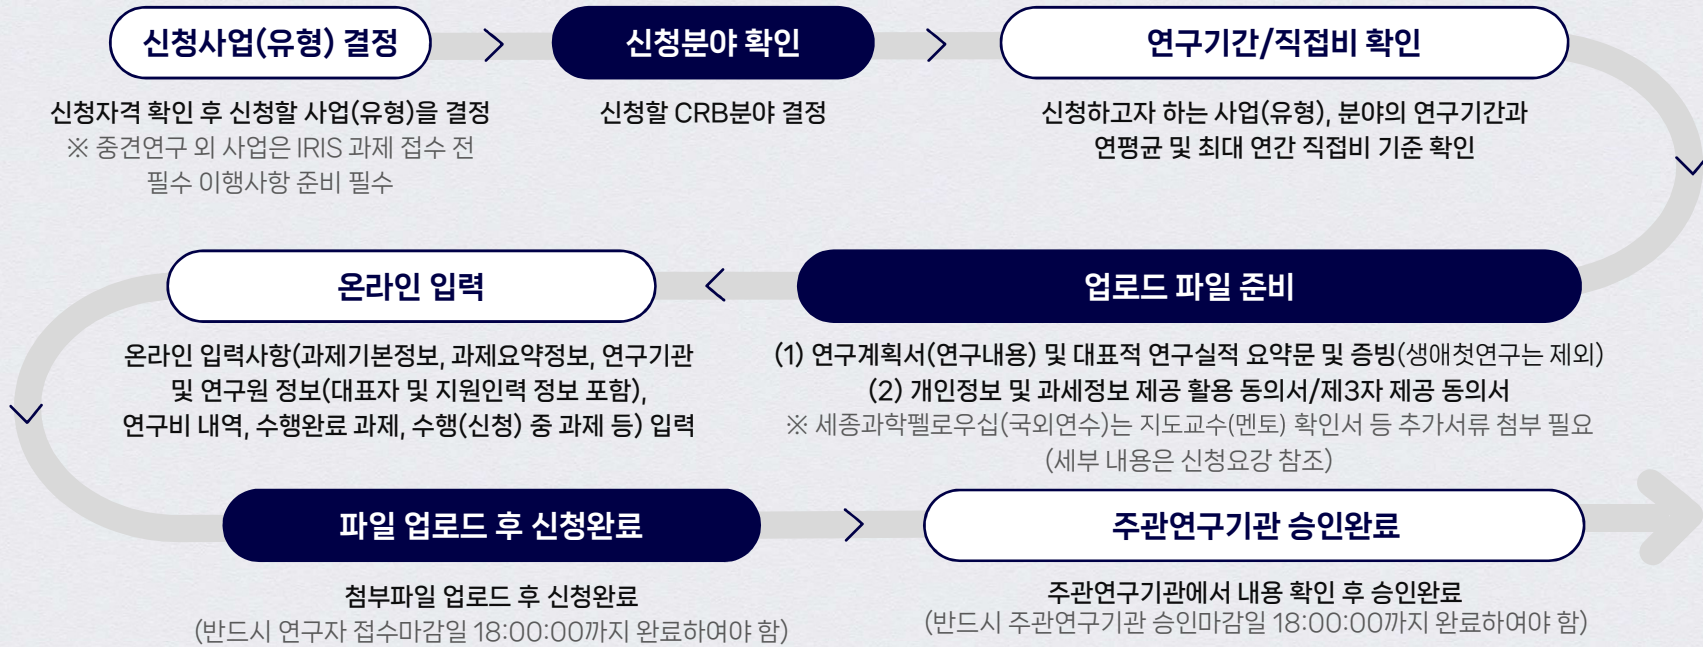 신청사업(유형) 결정
신청자격 확인 후 신청할 사업(유형)을 결정
※ 중견연구 외 사업은 IRIS 과제 접수 전
필수 이행사항 준비 필수
신청분야 확인
신청할 CRB분야 결정
연구기간/직접비 확인
신청하고자 하는 사업(유형), 분야의 연구기간과
연평균 및 최대 연간 직접비 기준 확인
업로드 파일 준비
(1) 연구계획서(연구내용) 및 대표적 연구실적 요약문 및 증빙(생애첫연구는 제외)
(2) 개인정보 및 과세정보 제공 활용 동의서/제3자 제공 동의서
※ 세종과학펠로우십(국외연수)는 지도교수(멘토) 확인서 등 추가서류 첨부 필요
(세부 내용은 신청요강 참조)
온라인 입력
온라인 입력사항(과제기본정보, 과제요약정보, 연구기관
및 연구원 정보(대표자 및 지원인력 정보 포함),
연구비 내역, 수행완료 과제, 수행(신청) 중 과제 등) 입력
파일 업로드 후 신청완료
첨부파일 업로드 후 신청완료
(반드시 연구자 접수마감일 18:00:00까지 완료하여야 함)
주관연구기관 승인완료
주관연구기관에서 내용 확인 후 승인완료
(반드시 주관연구기관 승인마감일 18:00:00까지 완료하여야 함)